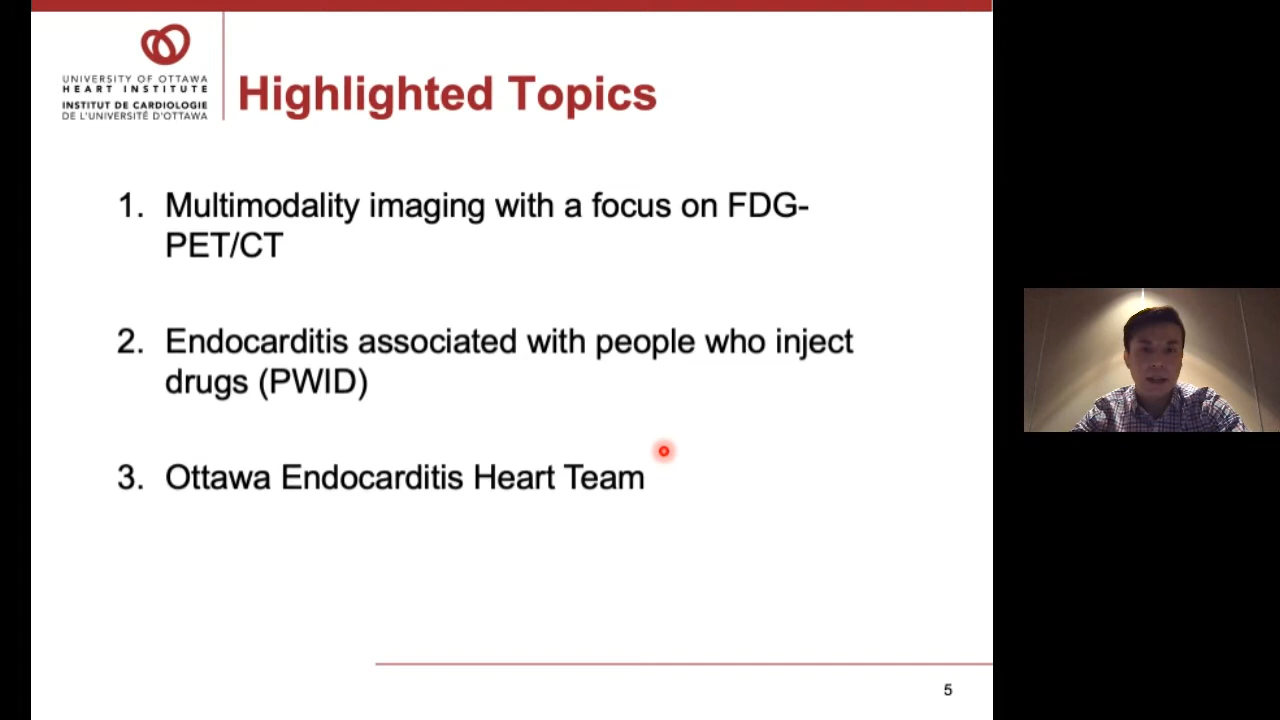 UNIVERSITY OF OTTAWA
HEART INSTITUTE
INSTITUT DE CARDIOLOGIE
DE L'UNIVERSITÉ D'OTTAWA
Highlighted Topics
1. Multimodality imaging with a focus on FDG-
PET/CT
2. Endocarditis associated with people who inject
drugs (PWID)
3. Ottawa Endocarditis Heart Team
5